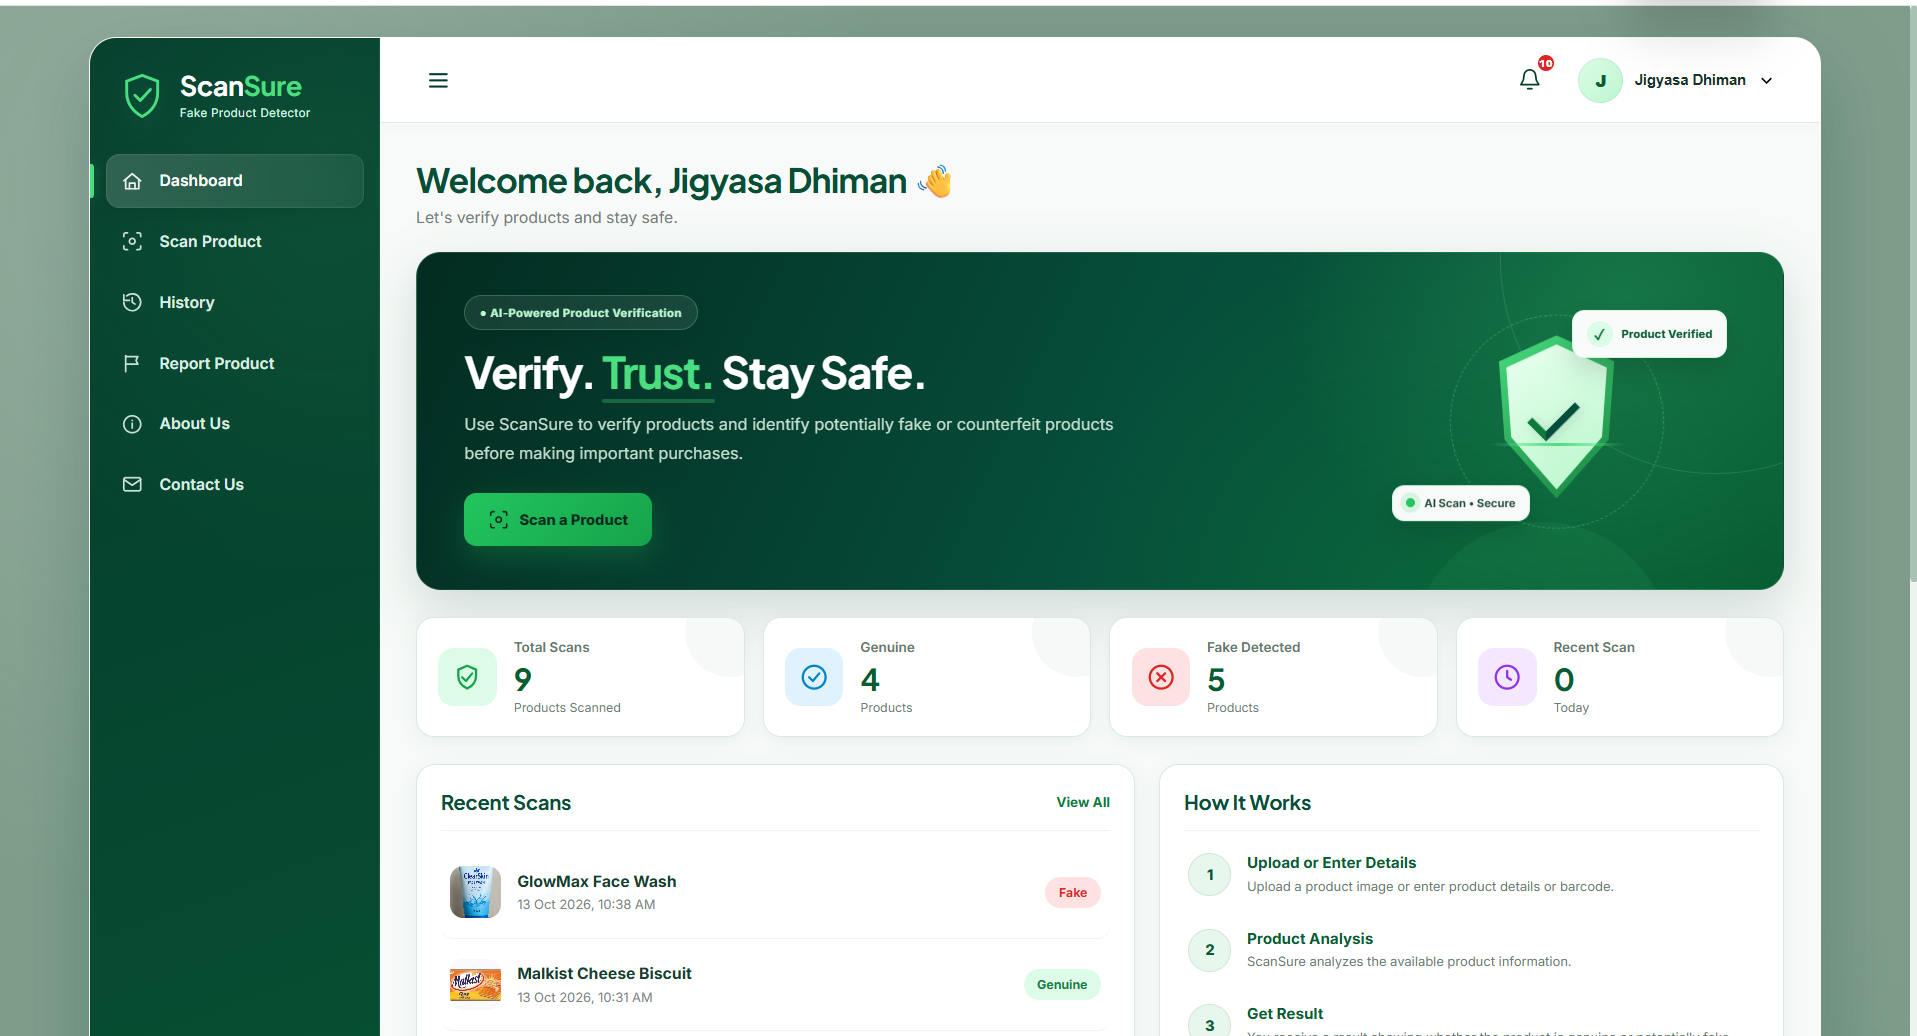 ScanSure
Fake Product Detector
Dashboard
Scan Product
History
Report Product
About Us
Contact Us
10
J
Jigyasa Dhiman
Welcome back, Jigyasa Dhiman 👋
Let's verify products and stay safe.
• AI-Powered Product Verification
Verify. Trust. Stay Safe.
Use ScanSure to verify products and identify potentially fake or counterfeit products
before making important purchases.
Scan a Product
Product Verified
AI Scan • Secure
Total Scans
9
Products Scanned
Genuine
4
Products
Fake Detected
5
Products
Recent Scan
0
Today
Recent Scans
View All
ClearSkin
GlowMax Face Wash
13 Oct 2026, 10:38 AM
Fake
Malkist
Malkist Cheese Biscuit
13 Oct 2026, 10:31 AM
Genuine
How It Works
1
Upload or Enter Details
Upload a product image or enter product details or barcode.
2
Product Analysis
ScanSure analyzes the available product information.
3
Get Result